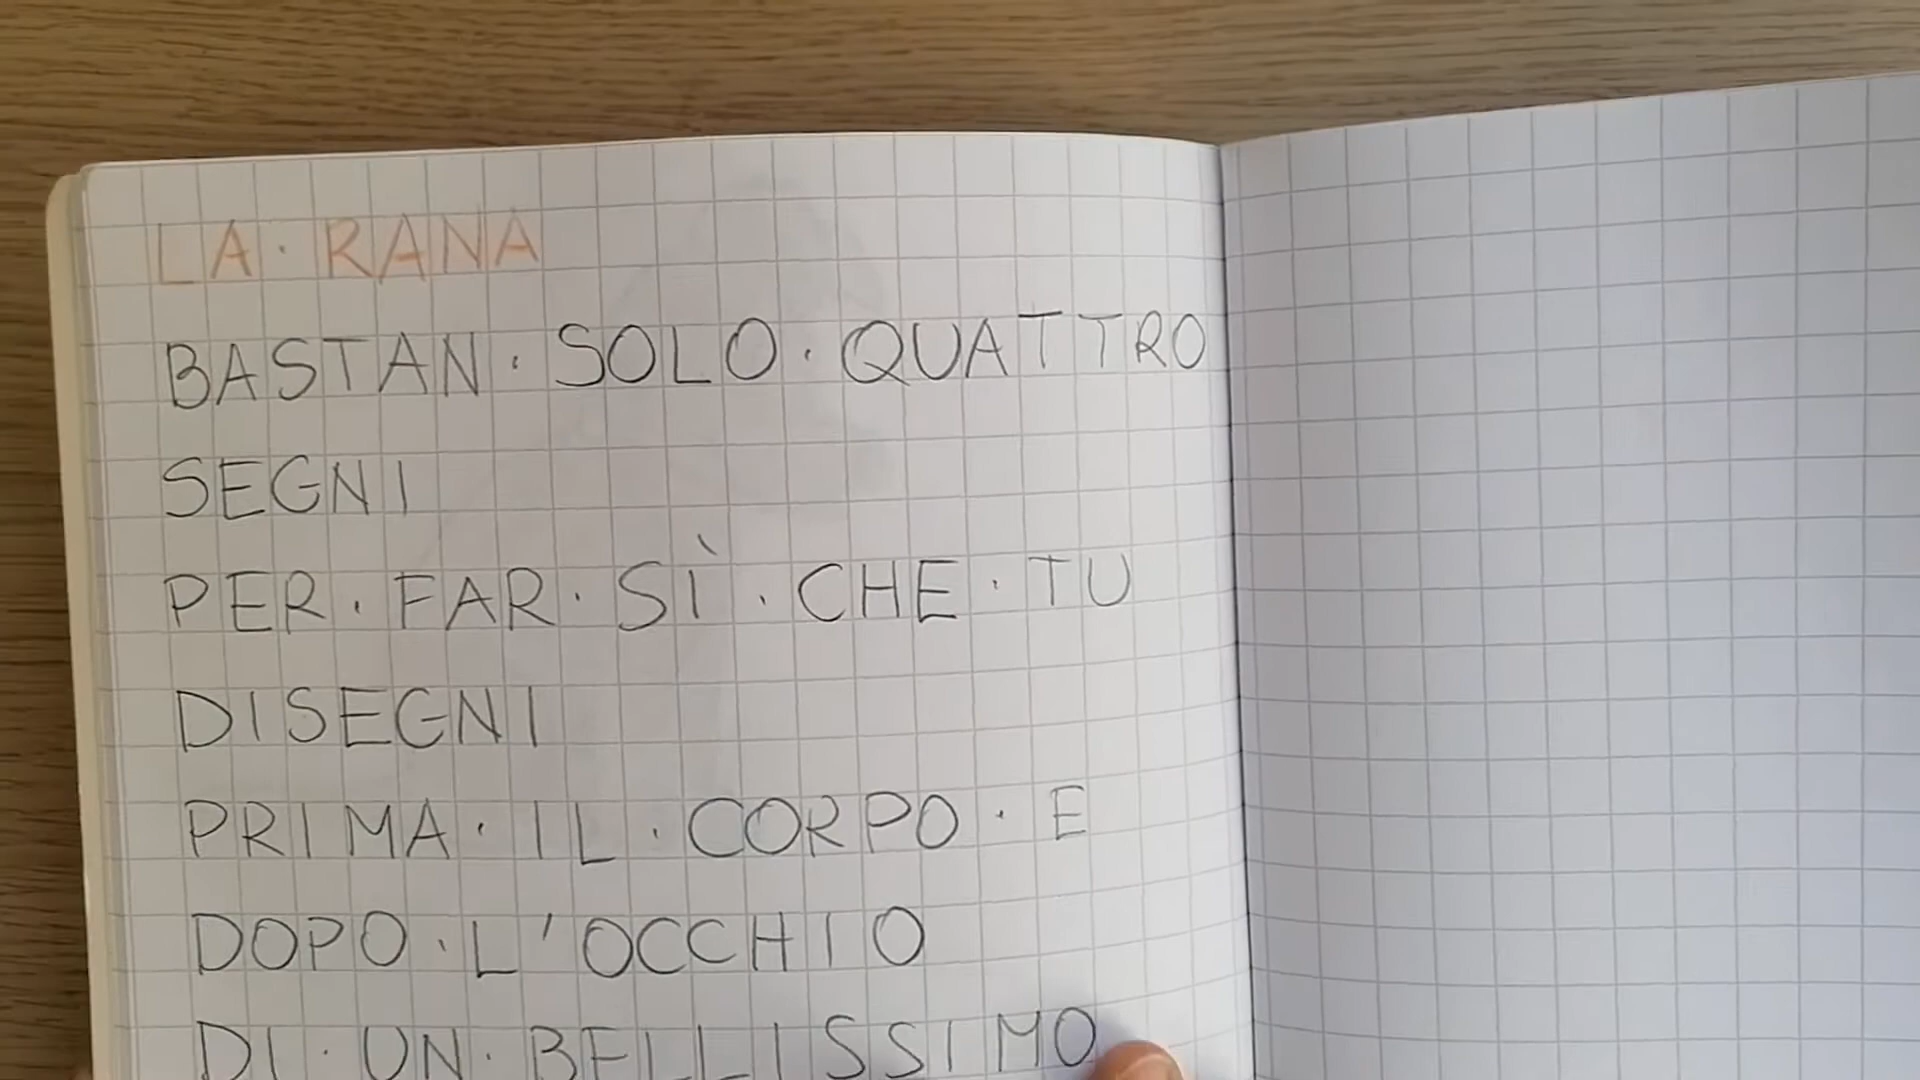 LA · RANA
BASTAN · SOLO · QUATTRO
SEGNI
PER · FAR · SÌ · CHE · TU
DISEGNI
PRIMA · IL · CORPO · E
DOPO · L'OCCHIO
DI · UN · BELLISSIMO